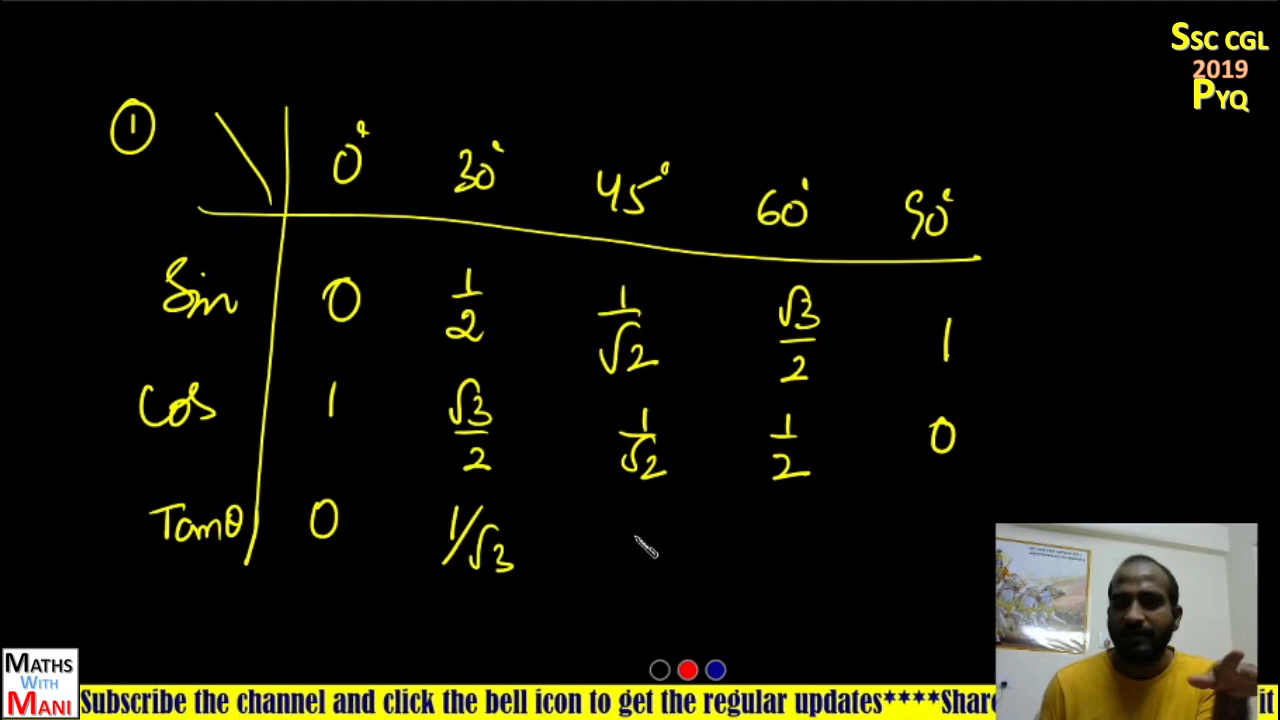 SSC CGL
2019
PYQ
1
0° 30° 45° 60° 90°
Sin 0 1/2 1/√2 √3/2 1
Cos 1 √3/2 1/√2 1/2 0
Tanθ 0 1/√3
MATHS
WITH
MANI
Subscribe the channel and click the bell icon to get the regular updates****Share
it